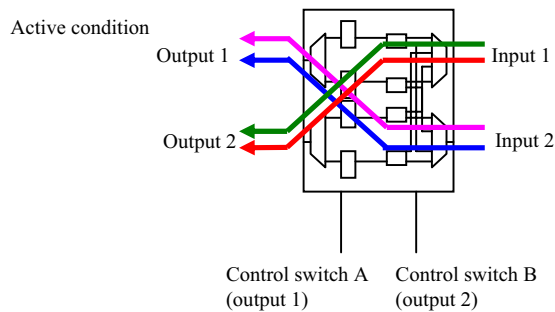 Active condition
Output 1
Input 1
Output 2
Input 2
Control switch A
(output 1)
Control switch B
(output 2)